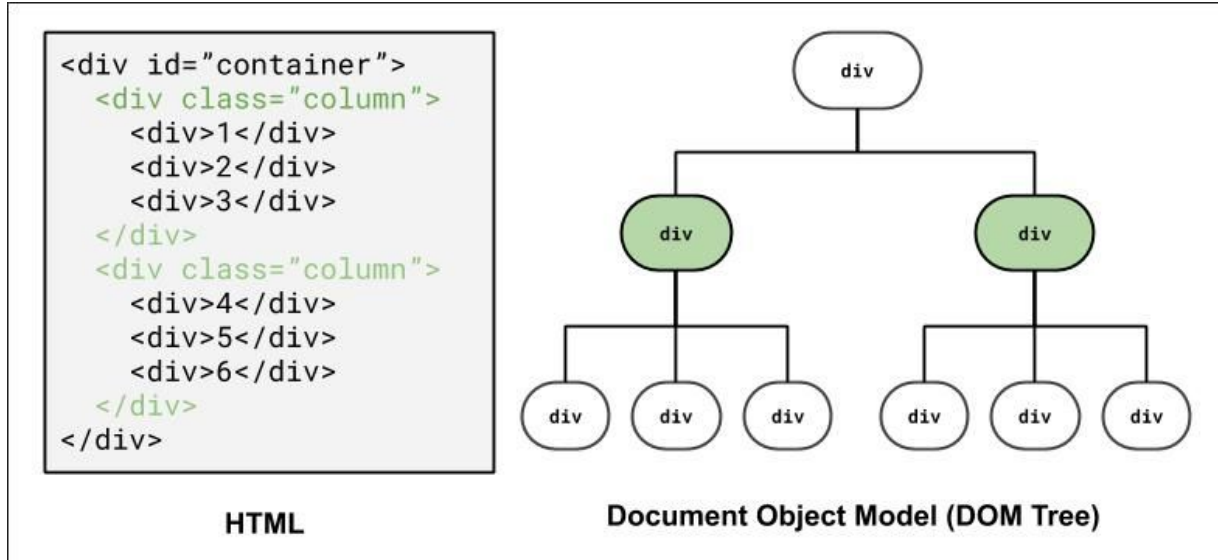 <div id=”container”>
<div class=”column”>
<div>1</div>
<div>2</div>
<div>3</div>
</div>
<div class=”column”>
<div>4</div>
<div>5</div>
<div>6</div>
</div>
</div>
HTML
div
div div
div div div div div div
Document Object Model (DOM Tree)